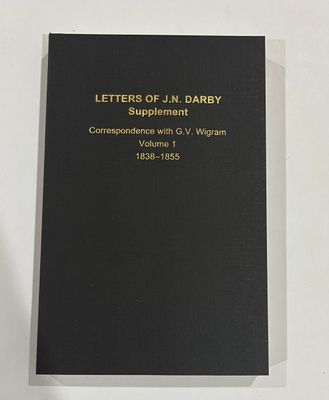 LETTERS OF J.N. DARBY
Supplement
Correspondence with G.V. Wigram
Volume 1
1838–1855